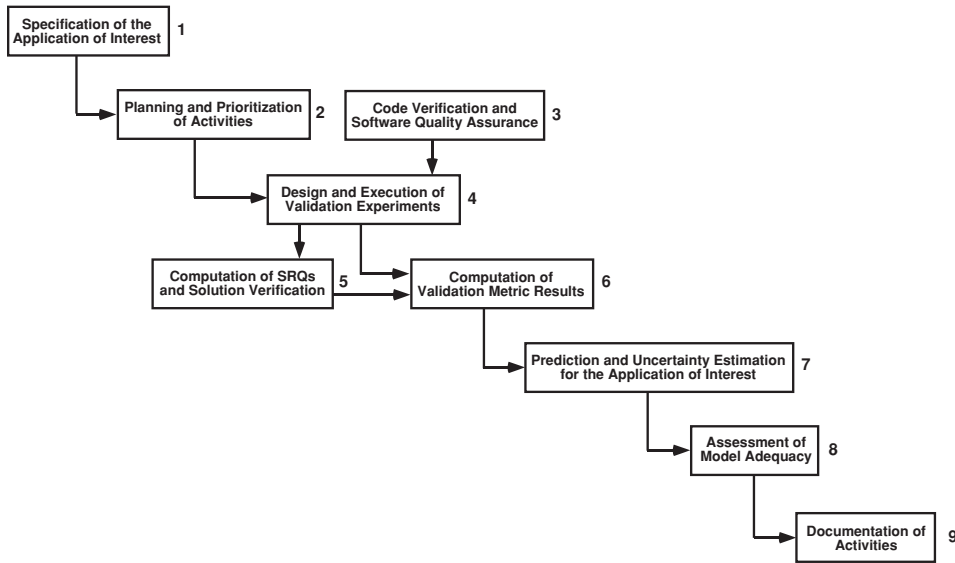 Specification of the
Application of Interest
1
Planning and Prioritization
of Activities
2
Code Verification and
Software Quality Assurance
3
Design and Execution of
Validation Experiments
4
Computation of SRQs
and Solution Verification
5
Computation of
Validation Metric Results
6
Prediction and Uncertainty Estimation
for the Application of Interest
7
Assessment of
Model Adequacy
8
Documentation of
Activities
9